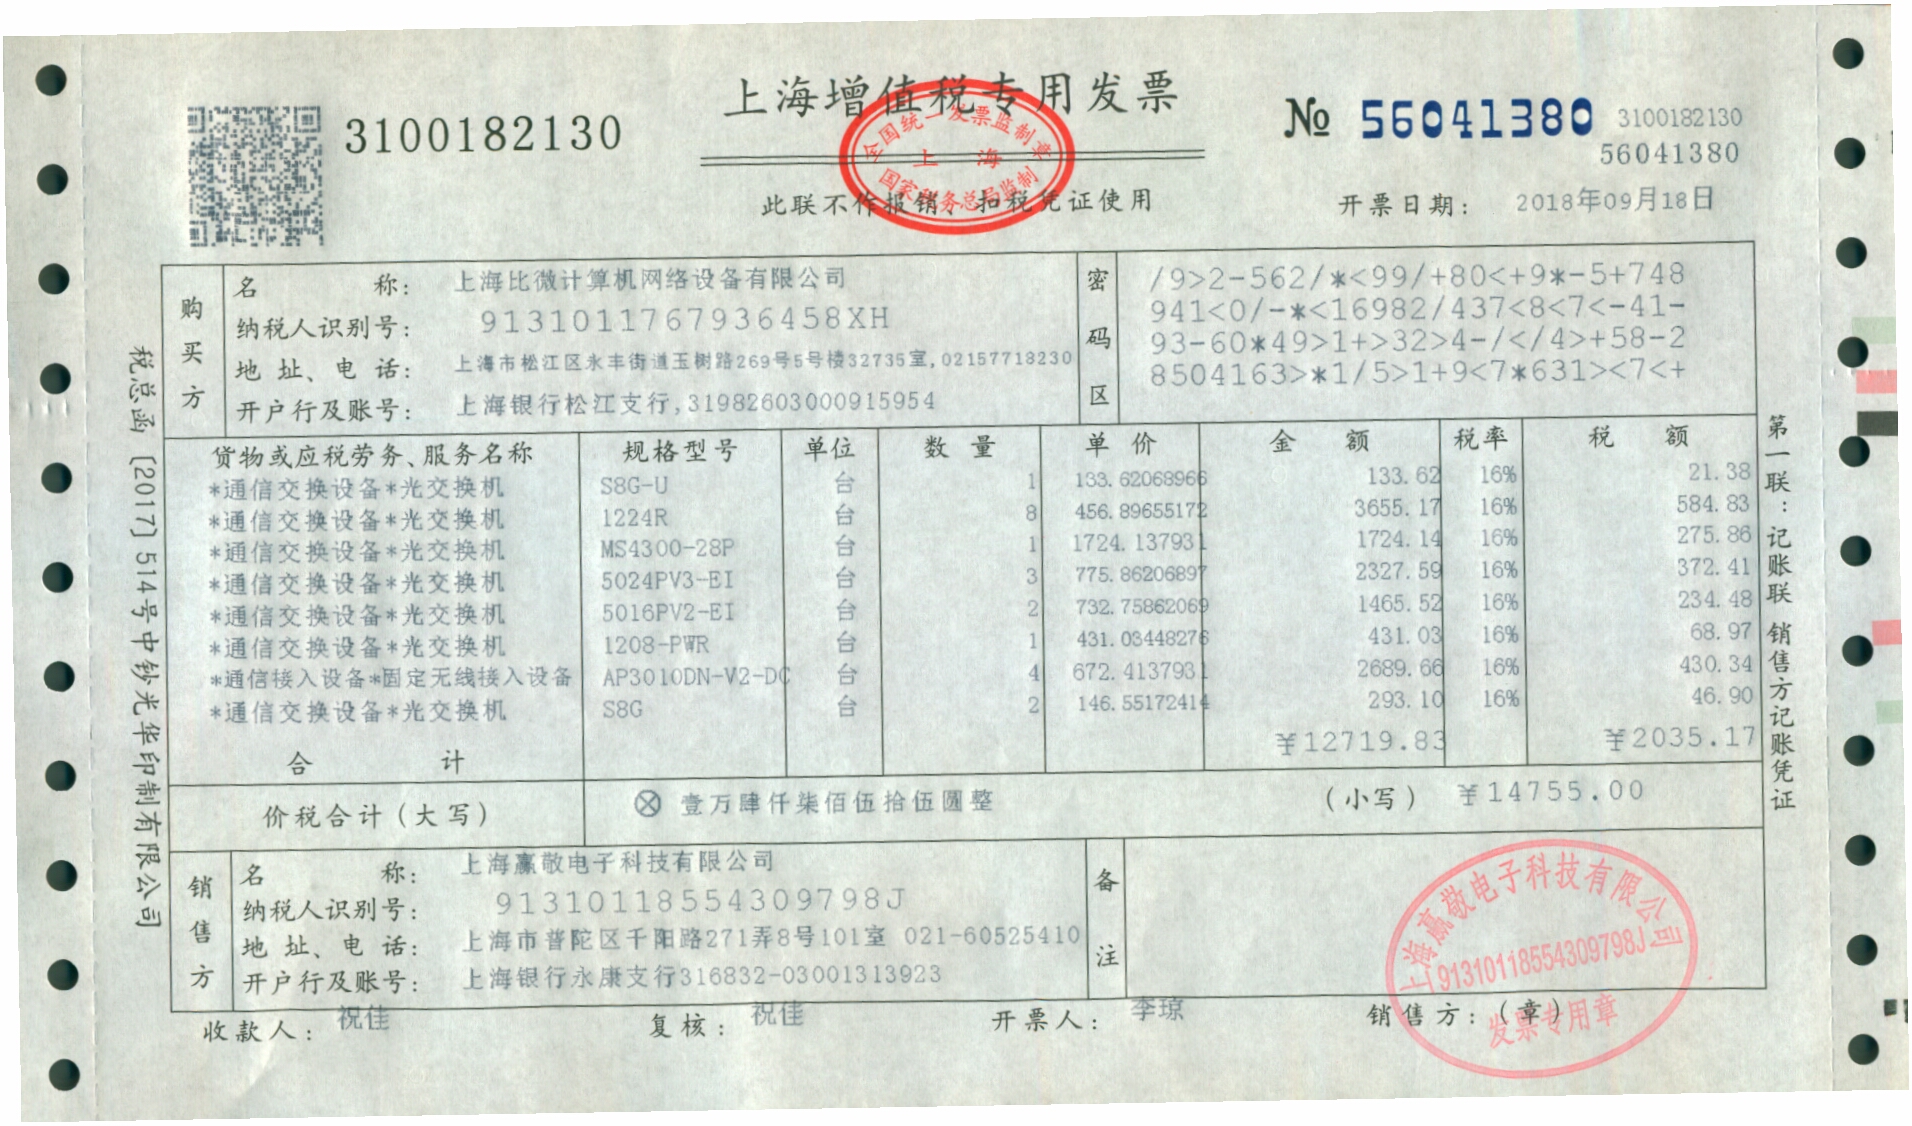 上海增值税专用发票
3100182130
№ 56041380
3100182130
56041380
全国统一发票监制章
上海
国家税务总局监制
此联不作报销、扣税凭证使用
开票日期: 2018年09月18日
购买方
名称: 上海比微计算机网络设备有限公司
纳税人识别号: 9131011767936458XH
地址、电话: 上海市松江区永丰街道玉树路269号5号楼32735室,02157718230
开户行及账号: 上海银行松江支行,31982603000915954
密码区
/9>2-562/*<99/+80<+9*-5+748
941<0/-*<16982/437<8<7<-41-
93-60*49>1+>32>4-/</4>+58-2
8504163>*1/5>1+9<7*631><7<+
货物或应税劳务、服务名称 规格型号 单位 数量 单价 金额 税率 税额
*通信交换设备*光交换机 S8G-U 台 1 133.62068966 133.62 16% 21.38
*通信交换设备*光交换机 1224R 台 8 456.89655172 3655.17 16% 584.83
*通信交换设备*光交换机 MS4300-28P 台 1 1724.137931 1724.14 16% 275.86
*通信交换设备*光交换机 5024PV3-EI 台 3 775.86206897 2327.59 16% 372.41
*通信交换设备*光交换机 5016PV2-EI 台 2 732.75862069 1465.52 16% 234.48
*通信交换设备*光交换机 1208-PWR 台 1 431.03448276 431.03 16% 68.97
*通信接入设备*固定无线接入设备 AP3010DN-V2-DC 台 4 672.4137931 2689.66 16% 430.34
*通信交换设备*光交换机 S8G 台 2 146.55172414 293.10 16% 46.90
合计 ¥12719.83 ¥2035.17
价税合计(大写) ⊗ 壹万肆仟柒佰伍拾伍圆整 (小写) ¥14755.00
销售方
名称: 上海赢敬电子科技有限公司
纳税人识别号: 91310118554309798J
地址、电话: 上海市普陀区千阳路271弄8号101室 021-60525410
开户行及账号: 上海银行永康支行316832-03001313923
备注
上海赢敬电子科技有限公司
91310118554309798J
发票专用章
收款人: 祝佳 复核: 祝佳 开票人: 李琼 销售方:(章)
税总函〔2017〕514号中钞光华印制有限公司
第一联:记账联 销售方记账凭证